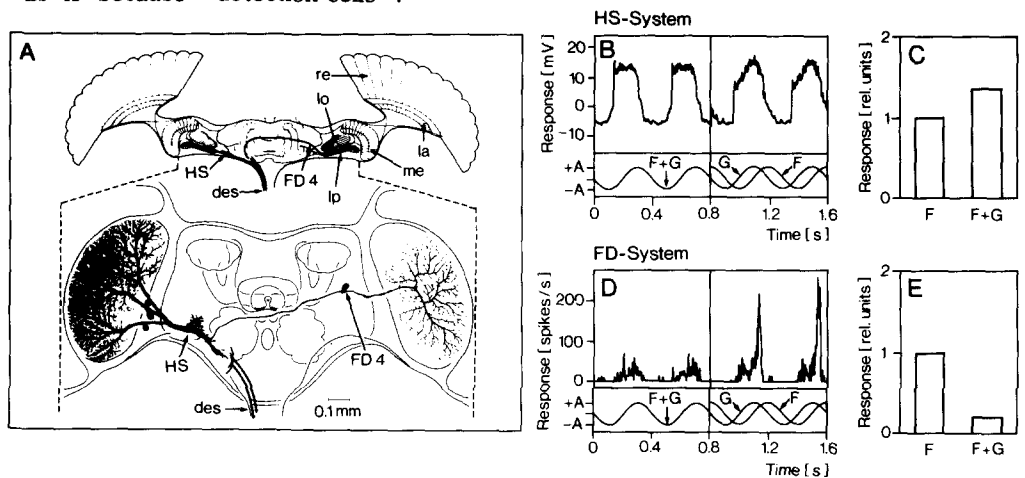 HS-System
A
re
lo
la
HS
FD 4
me
des
lp
HS
FD 4
des
0.1mm
B
Response [mV]
20
10
0
-10
+A
-A
F+G
G
F
0
0.4
0.8
1.2
1.6
Time [s]
C
Response [rel. units]
2
1
0
F
F+G
FD-System
D
Response [spikes/s]
200
100
0
+A
-A
F+G
G
F
0
0.4
0.8
1.2
1.6
Time [s]
E
Response [rel. units]
2
1
0
F
F+G